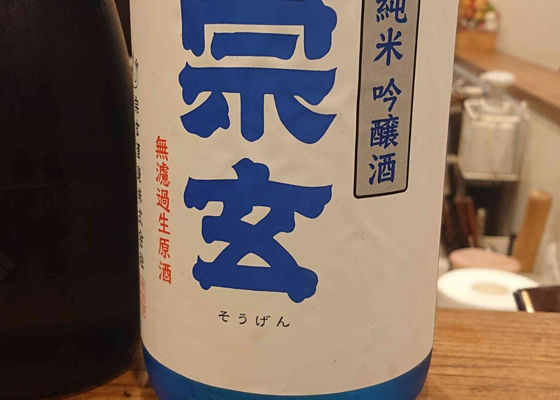 純米 吟醸酒
宗玄
そうげん
無濾過生原酒